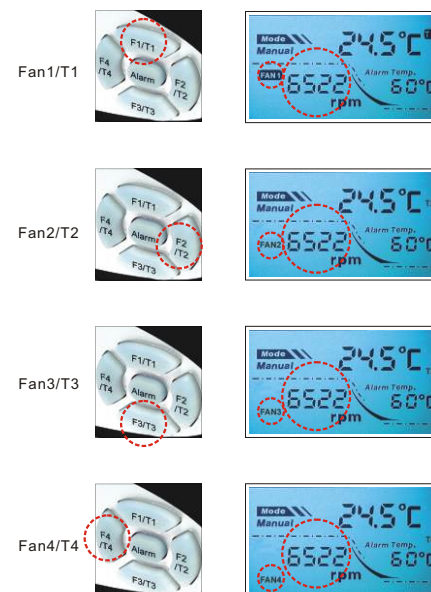 Fan1/T1
F1/T1
F4
/T4
Alarm
F2
/T2
F3/T3
Mode
Manual
24.5°C
FAN1
6522
rpm
Alarm Temp.
60°C
Fan2/T2
F1/T1
F4
/T4
Alarm
F2
/T2
F3/T3
Mode
Manual
24.5°C
FAN2
6522
rpm
Alarm Temp.
60°C
Fan3/T3
F1/T1
F4
/T4
Alarm
F2
/T2
F3/T3
Mode
Manual
24.5°C
FAN3
6522
rpm
Alarm Temp.
60°C
Fan4/T4
F1/T1
F4
/T4
Alarm
F2
/T2
F3/T3
Mode
Manual
24.5°C
FAN4
6522
rpm
Alarm Temp.
60°C